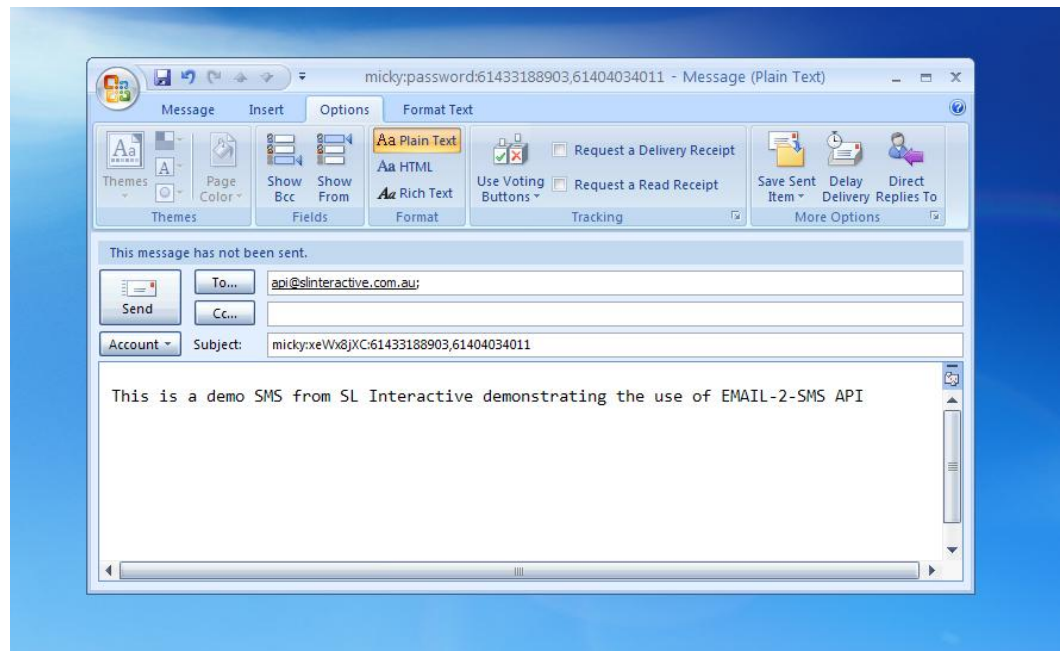 micky:password:61433188903,61404034011 - Message (Plain Text)
Message Insert Options Format Text
Aa Themes
A
Page Color
Themes
Show Bcc
Show From
Fields
Aa Plain Text
Aa HTML
Aa Rich Text
Format
Use Voting Buttons
Request a Delivery Receipt
Request a Read Receipt
Tracking
Save Sent Item
Delay Delivery
Direct Replies To
More Options
This message has not been sent.
Send
To... api@slinteractive.com.au;
Cc...
Account Subject: micky:xeWx8jXC:61433188903,61404034011
This is a demo SMS from SL Interactive demonstrating the use of EMAIL-2-SMS API